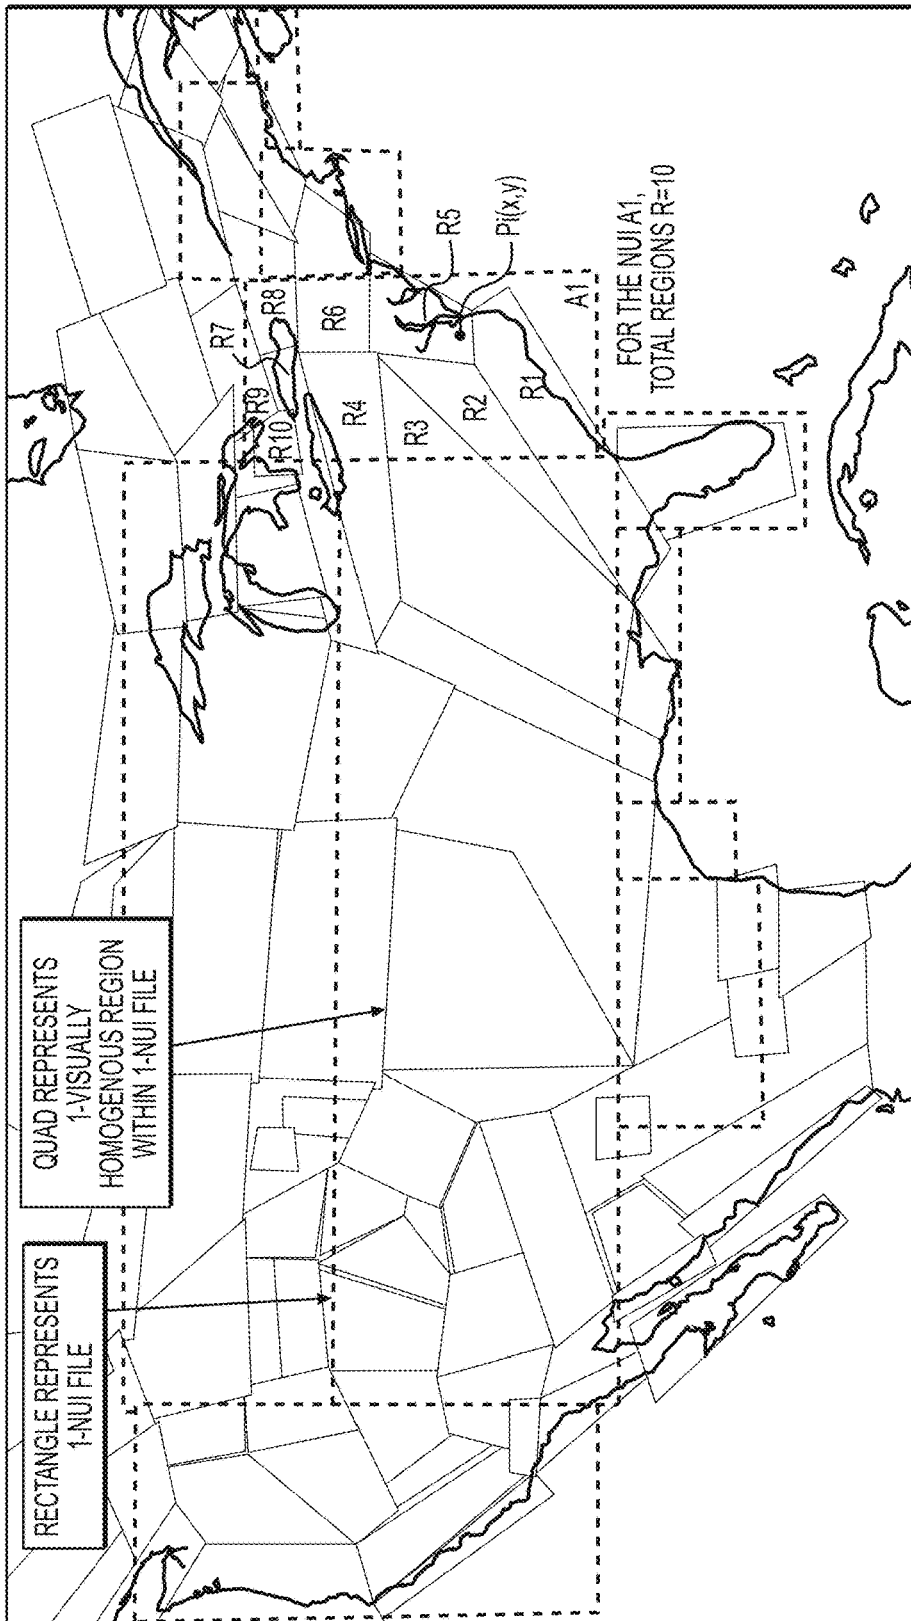 RECTANGLE REPRESENTS
1-NUI FILE
QUAD REPRESENTS
1-VISUALLY
HOMOGENOUS REGION
WITHIN 1-NUI FILE
R7
R8
R9
R10
R6
R4
R3
R2
R1
R5
Pi(x,y)
A1
FOR THE NUI A1,
TOTAL REGIONS R=10